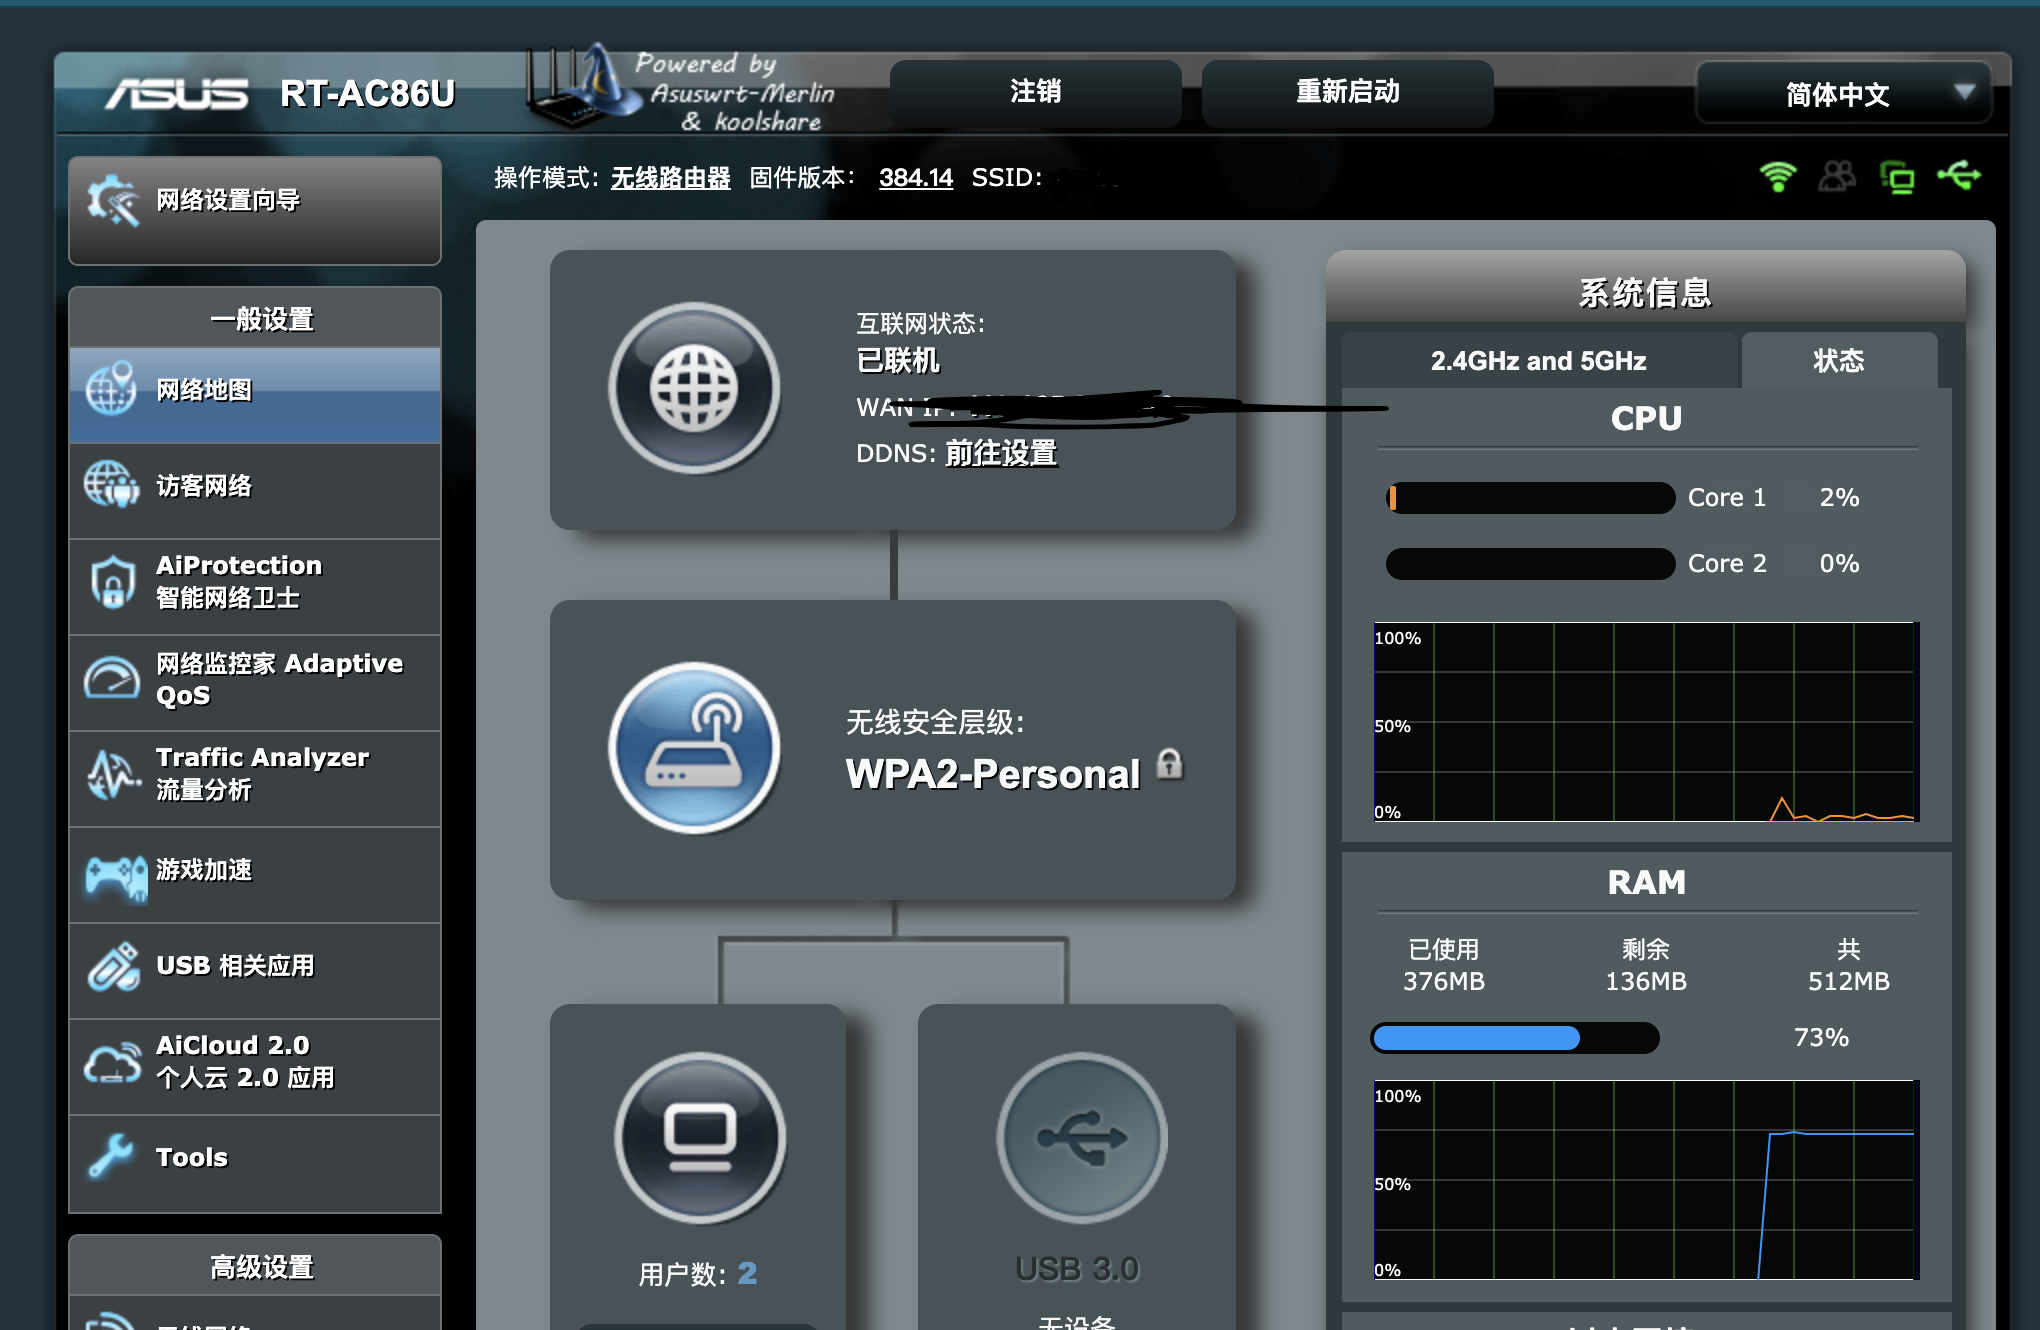 ASUS RT-AC86U
Powered by
Asuswrt-Merlin
& koolshare
注销
重新启动
简体中文
操作模式: 无线路由器 固件版本: 384.14 SSID:
网络设置向导
一般设置
网络地图
访客网络
AiProtection
智能网络卫士
网络监控家 Adaptive
QoS
Traffic Analyzer
流量分析
游戏加速
USB 相关应用
AiCloud 2.0
个人云 2.0 应用
Tools
高级设置
互联网状态:
已联机
WAN IP:
DDNS: 前往设置
无线安全层级:
WPA2-Personal
用户数: 2
USB 3.0
无设备
系统信息
2.4GHz and 5GHz
状态
CPU
Core 1 2%
Core 2 0%
100%
50%
0%
RAM
已使用 剩余 共
376MB 136MB 512MB
73%
100%
50%
0%